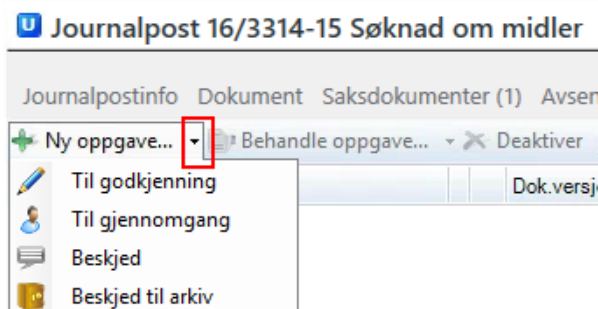 Journalpost 16/3314-15 Søknad om midler
Journalpostinfo Dokument Saksdokumenter (1) Avsen
Ny oppgave... Behandle oppgave... Deaktiver
Til godkjenning Dok.versj
Til gjennomgang
Beskjed
Beskjed til arkiv